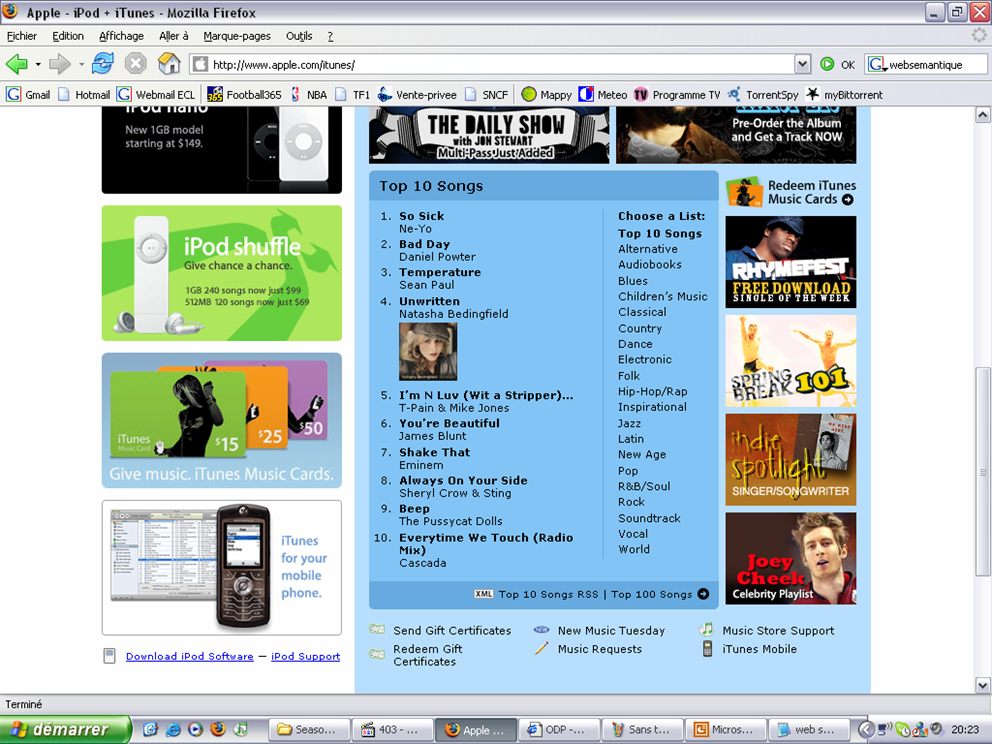 Apple - iPod + iTunes - Mozilla Firefox
Fichier Edition Affichage Aller à Marque-pages Outils ?
http://www.apple.com/itunes/ OK websemantique
Gmail Hotmail Webmail ECL Football365 NBA TF1 Vente-privee SNCF Mappy Meteo Programme TV TorrentSpy myBittorrent
iPod nano
New 1GB model
starting at $149.
THE DAILY SHOW
with JON STEWART
Multi-Pass Just Added
Pre-Order the Album
and Get a Track NOW
iPod shuffle
Give chance a chance.
1GB 240 songs now just $99
512MB 120 songs now just $69
iTunes
Music Card
$15
$25
$50
Give music. iTunes Music Cards.
iTunes
for your
mobile
phone.
Download iPod Software — iPod Support
Top 10 Songs
1. So Sick
Ne-Yo
2. Bad Day
Daniel Powter
3. Temperature
Sean Paul
4. Unwritten
Natasha Bedingfield
5. I'm N Luv (Wit a Stripper)...
T-Pain & Mike Jones
6. You're Beautiful
James Blunt
7. Shake That
Eminem
8. Always On Your Side
Sheryl Crow & Sting
9. Beep
The Pussycat Dolls
10. Everytime We Touch (Radio
Mix)
Cascada
Choose a List:
Top 10 Songs
Alternative
Audiobooks
Blues
Children's Music
Classical
Country
Dance
Electronic
Folk
Hip-Hop/Rap
Inspirational
Jazz
Latin
New Age
Pop
R&B/Soul
Rock
Soundtrack
Vocal
World
XML Top 10 Songs RSS | Top 100 Songs
Redeem iTunes
Music Cards
RHYMEFEST
FREE DOWNLOAD
SINGLE OF THE WEEK
SPRING
BREAK 101
indie
spotlight
SINGER/SONGWRITER
Joey
Cheek
Celebrity Playlist
Send Gift Certificates
Redeem Gift
Certificates
New Music Tuesday
Music Requests
Music Store Support
iTunes Mobile
Terminé
démarrer Seaso... 403 - ... Apple ... ODP -... Sans t... Micros... web s... 20:23